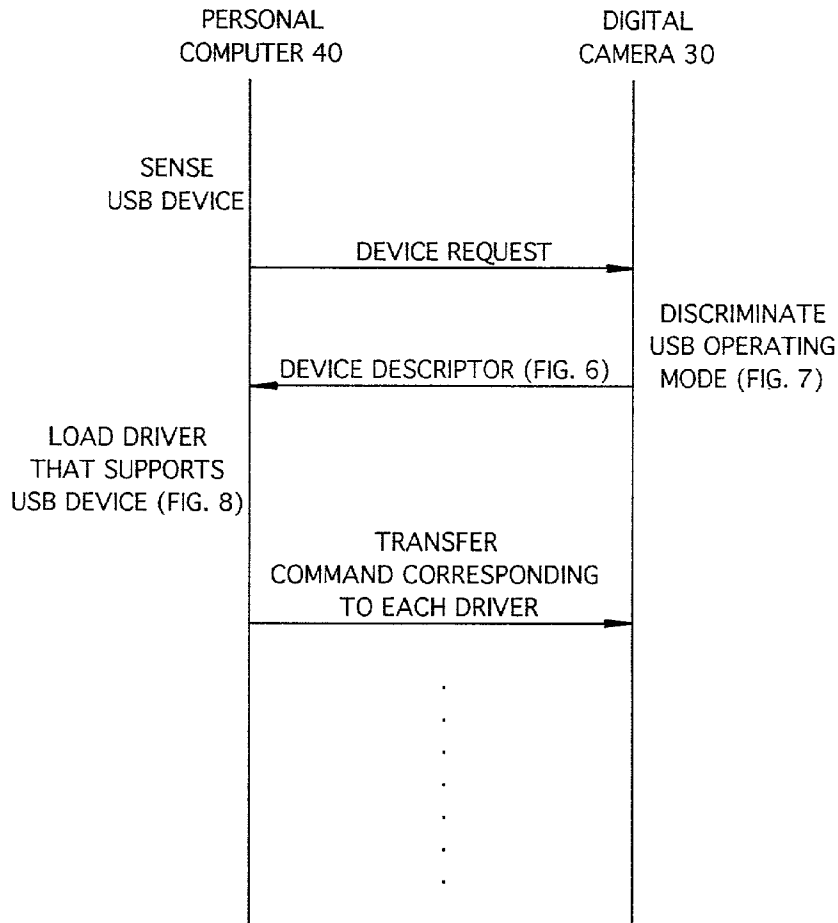 PERSONAL
COMPUTER 40
DIGITAL
CAMERA 30
SENSE
USB DEVICE
DEVICE REQUEST
DISCRIMINATE
USB OPERATING
MODE (FIG. 7)
DEVICE DESCRIPTOR (FIG. 6)
LOAD DRIVER
THAT SUPPORTS
USB DEVICE (FIG. 8)
TRANSFER
COMMAND CORRESPONDING
TO EACH DRIVER